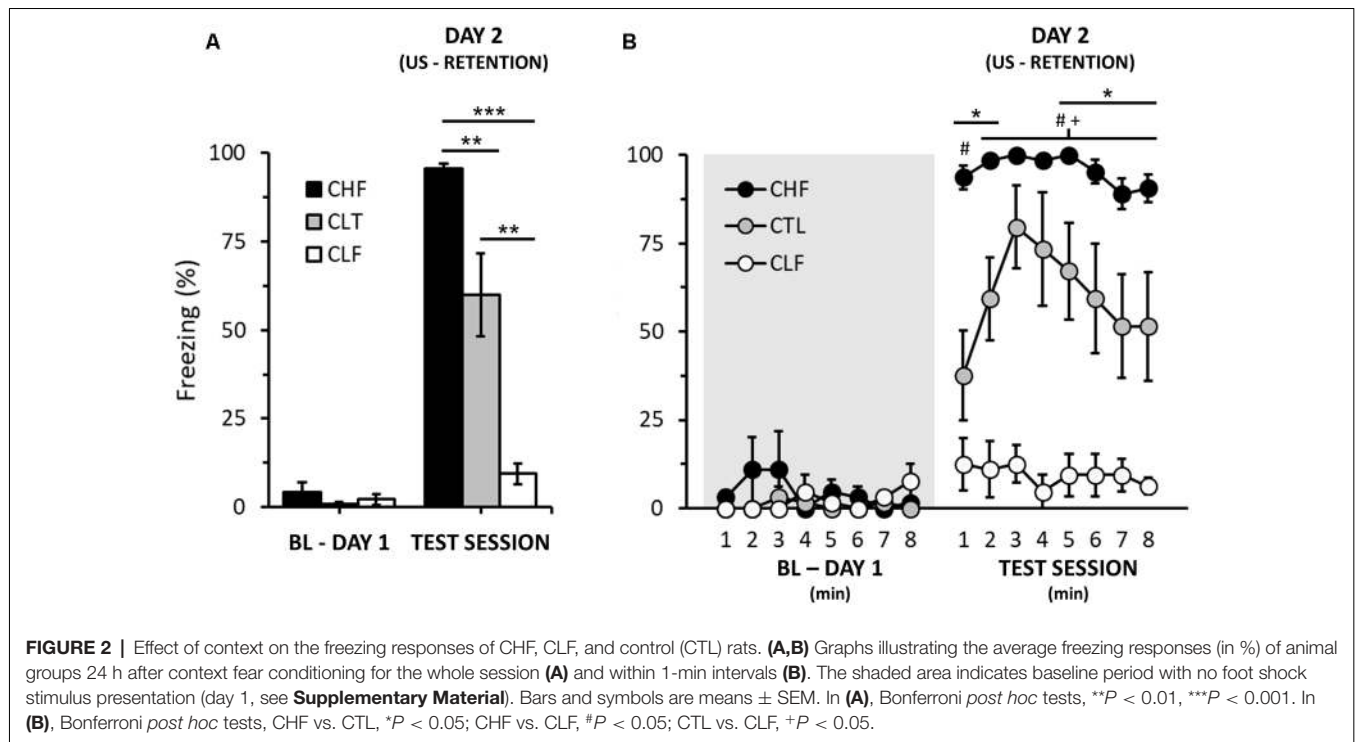 A
DAY 2
(US - RETENTION)
***
**
**
100
75
50
25
0
Freezing (%)
CHF
CLT
CLF
BL - DAY 1
TEST SESSION
B
DAY 2
(US - RETENTION)
*
*
# +
#
100
75
50
25
0
CHF
CTL
CLF
1 2 3 4 5 6 7 8
1 2 3 4 5 6 7 8
BL – DAY 1
(min)
TEST SESSION
(min)
FIGURE 2 | Effect of context on the freezing responses of CHF, CLF, and control (CTL) rats. (A,B) Graphs illustrating the average freezing responses (in %) of animal
groups 24 h after context fear conditioning for the whole session (A) and within 1-min intervals (B). The shaded area indicates baseline period with no foot shock
stimulus presentation (day 1, see Supplementary Material). Bars and symbols are means ± SEM. In (A), Bonferroni post hoc tests, **P < 0.01, ***P < 0.001. In
(B), Bonferroni post hoc tests, CHF vs. CTL, *P < 0.05; CHF vs. CLF, #P < 0.05; CTL vs. CLF, +P < 0.05.